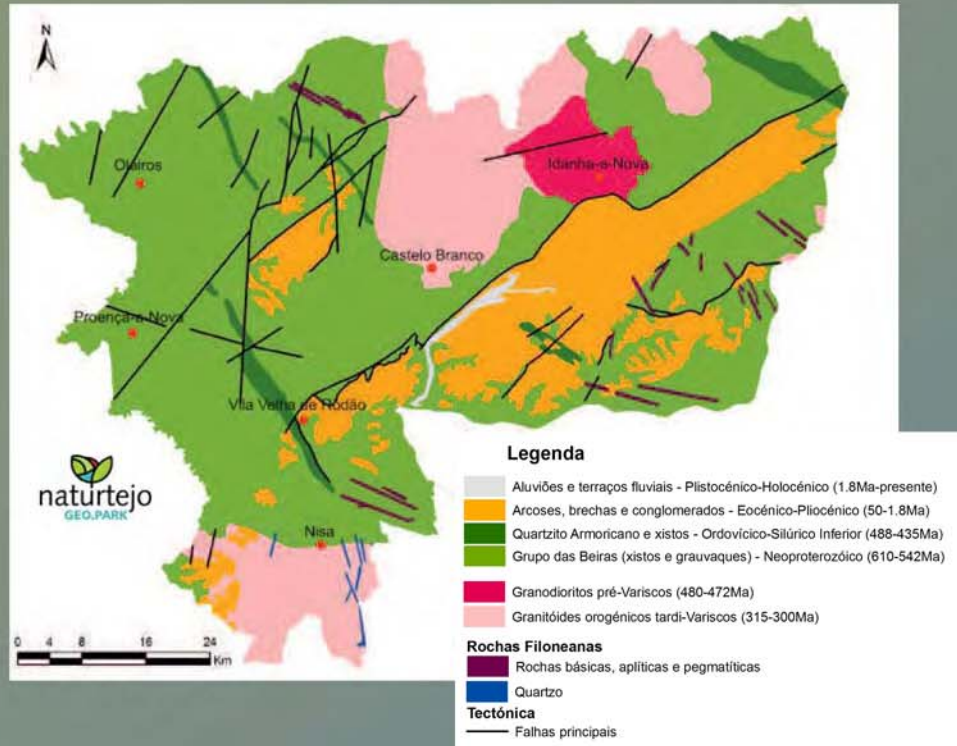 N
Oleiros
Idanha-a-Nova
Castelo Branco
Proença-a-Nova
Vila Velha de Rodão
naturtejo
GEO.PARK
Nisa
0 4 8 16 24
Km
Legenda
Aluviões e terraços fluviais - Plistocénico-Holocénico (1.8Ma-presente)
Arcoses, brechas e conglomerados - Eocénico-Pliocénico (50-1.8Ma)
Quartzito Armoricano e xistos - Ordovícico-Silúrico Inferior (488-435Ma)
Grupo das Beiras (xistos e grauvaques) - Neoproterozóico (610-542Ma)
Granodioritos pré-Variscos (480-472Ma)
Granitóides orogénicos tardi-Variscos (315-300Ma)
Rochas Filoneanas
Rochas básicas, aplíticas e pegmatíticas
Quartzo
Tectónica
Falhas principais